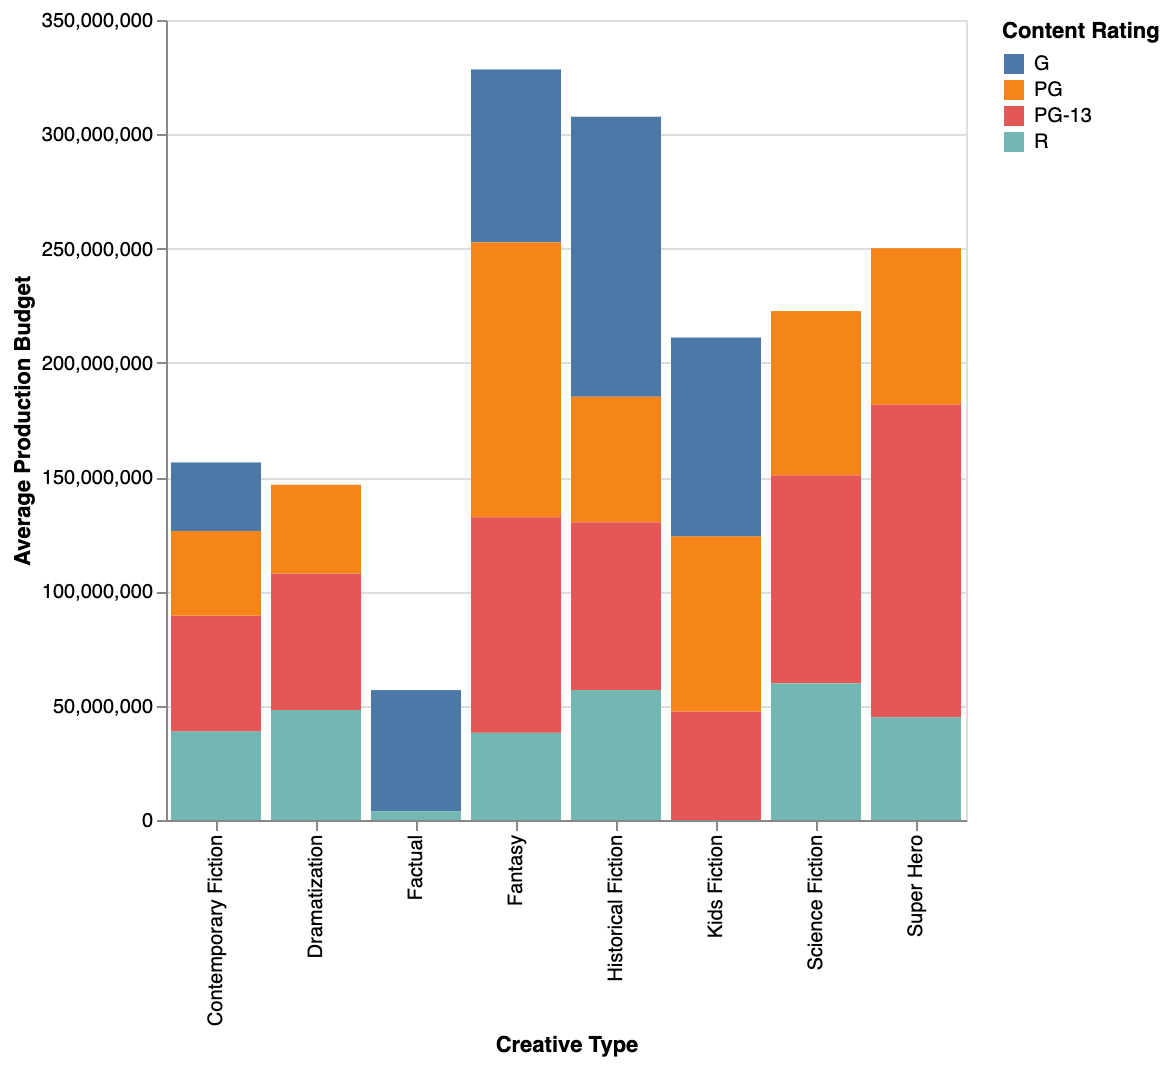 350,000,000
300,000,000
250,000,000
200,000,000
150,000,000
100,000,000
50,000,000
0
Average Production Budget
Contemporary Fiction
Dramatization
Factual
Fantasy
Historical Fiction
Kids Fiction
Science Fiction
Super Hero
Creative Type
Content Rating
G
PG
PG-13
R